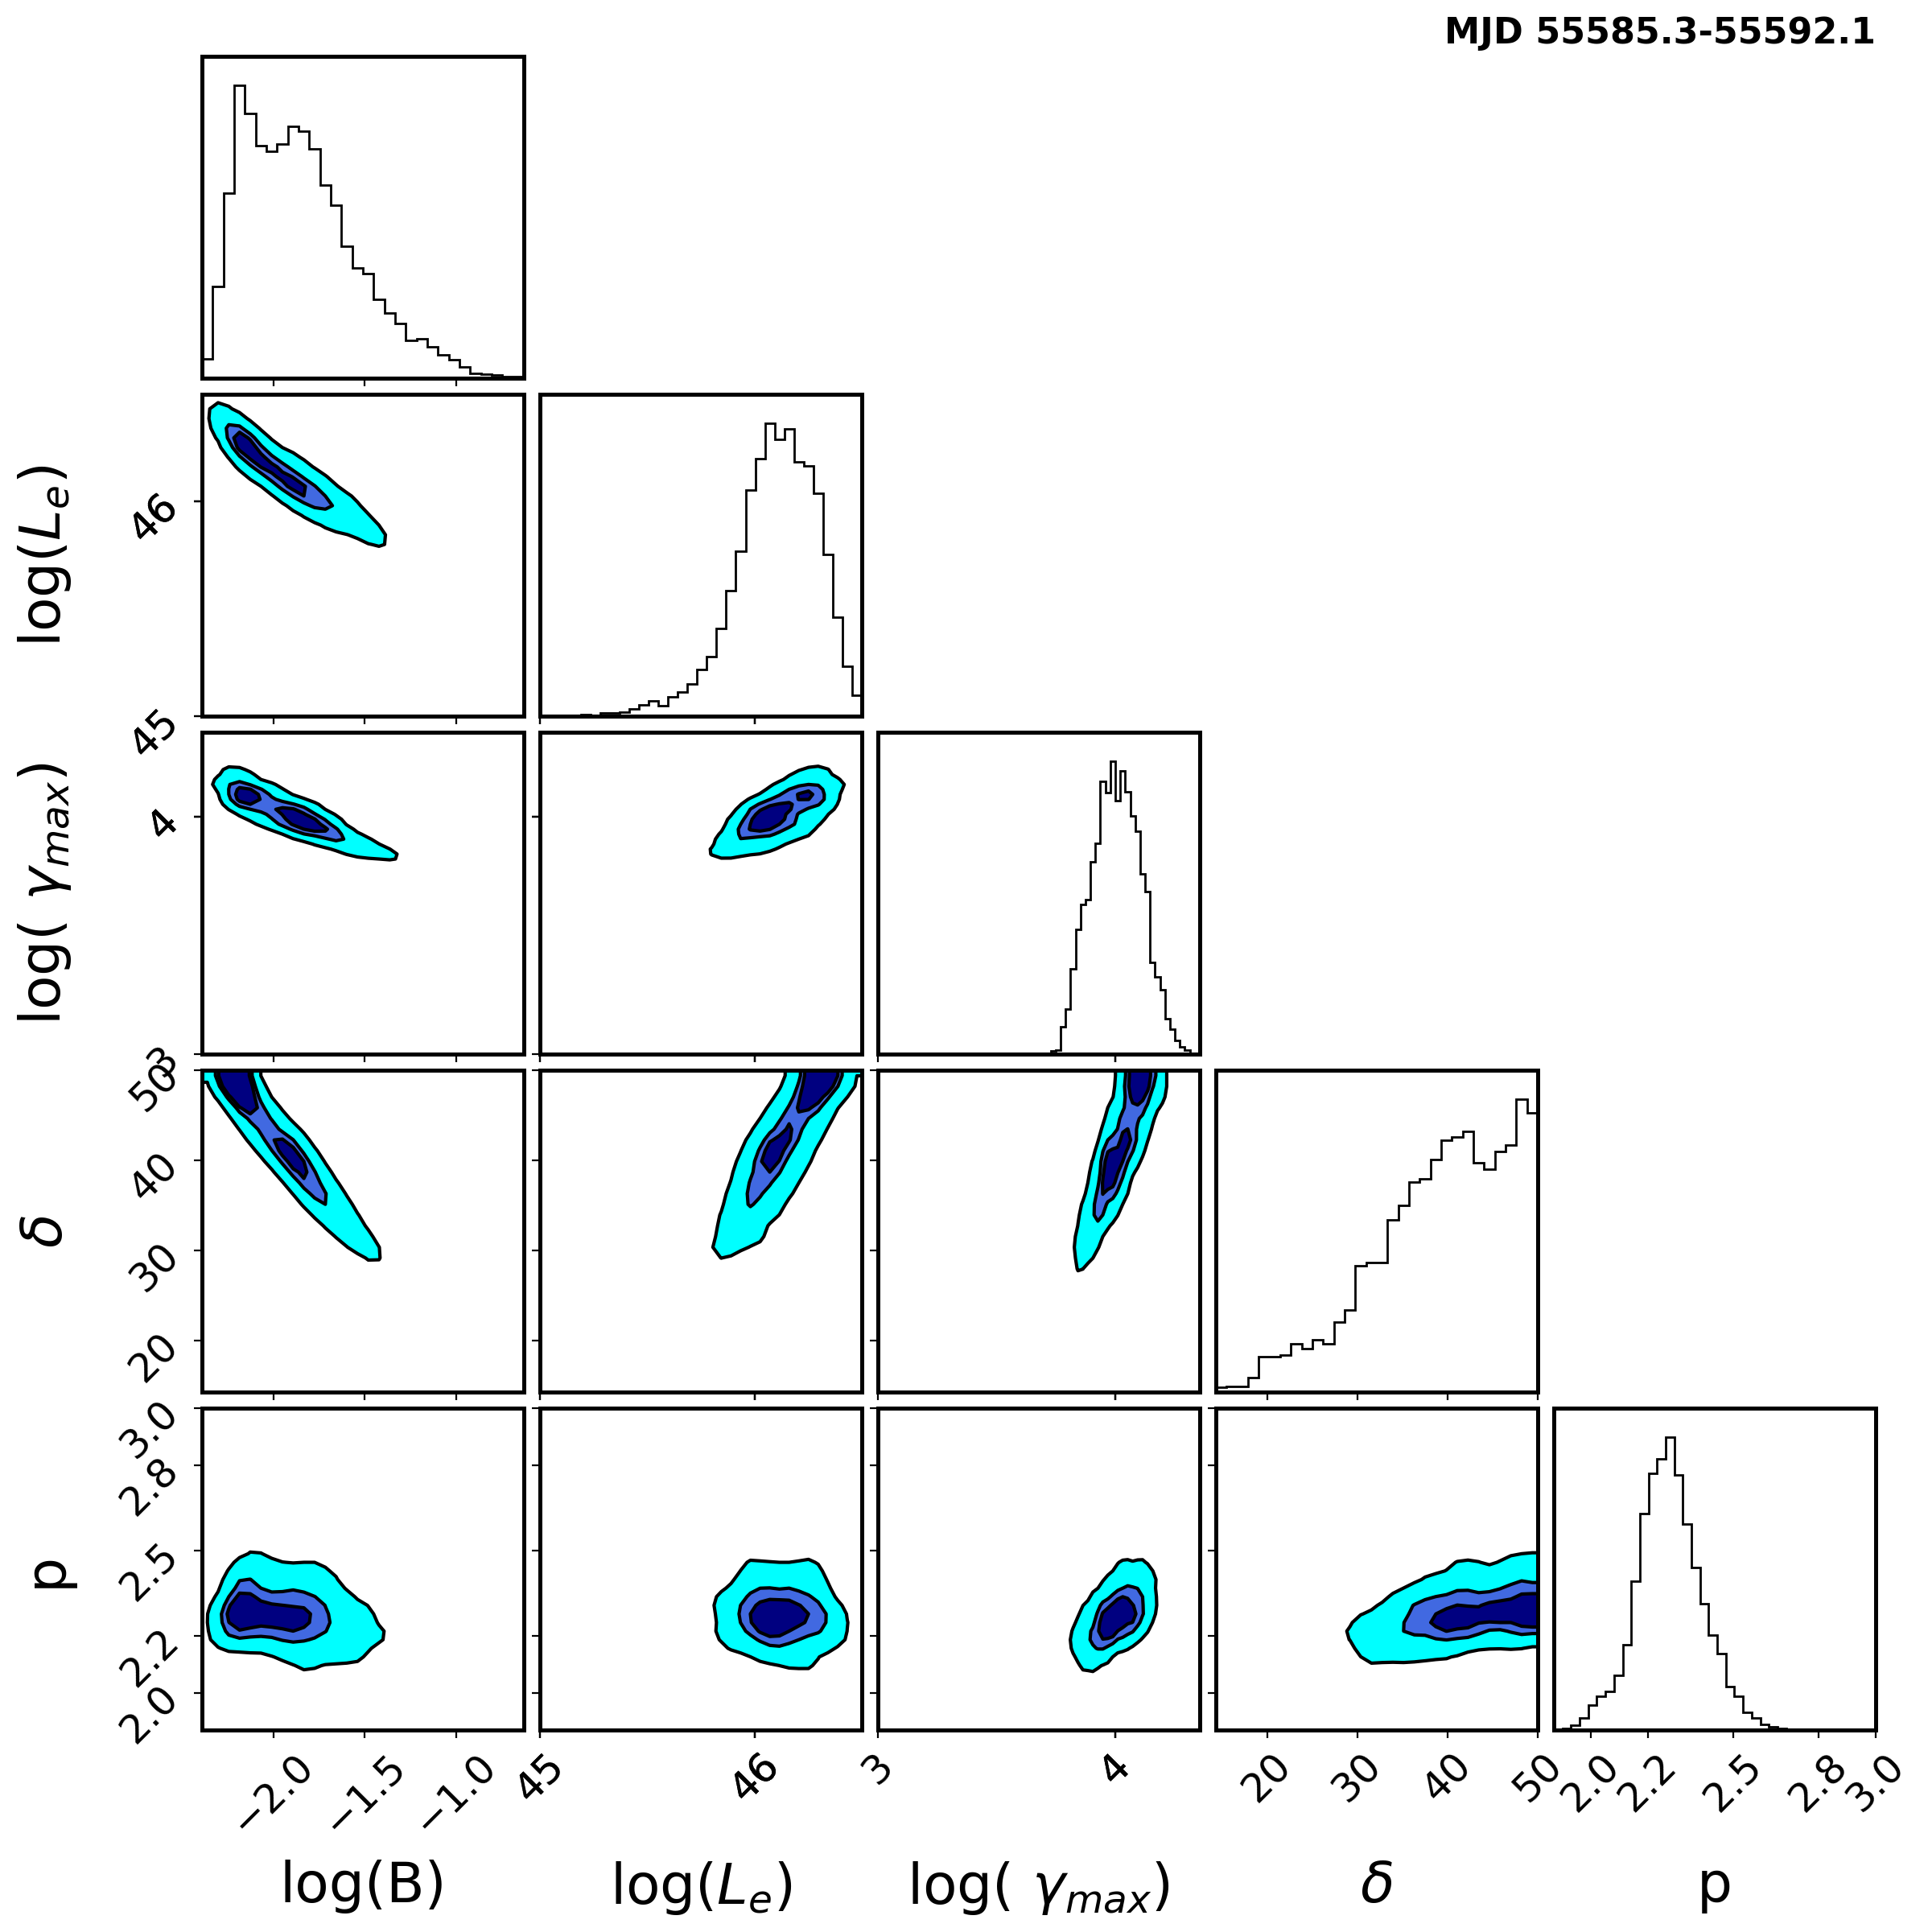 MJD 55585.3-55592.1
log(L_e)
46
45
log( γ_max)
4
3
δ
50
40
30
20
p
3.0
2.8
2.5
2.2
2.0
−2.0 −1.5 −1.0 45 46 3 4 20 30 40 50 2.0 2.2 2.5 2.8 3.0
log(B) log(L_e) log( γ_max) δ p